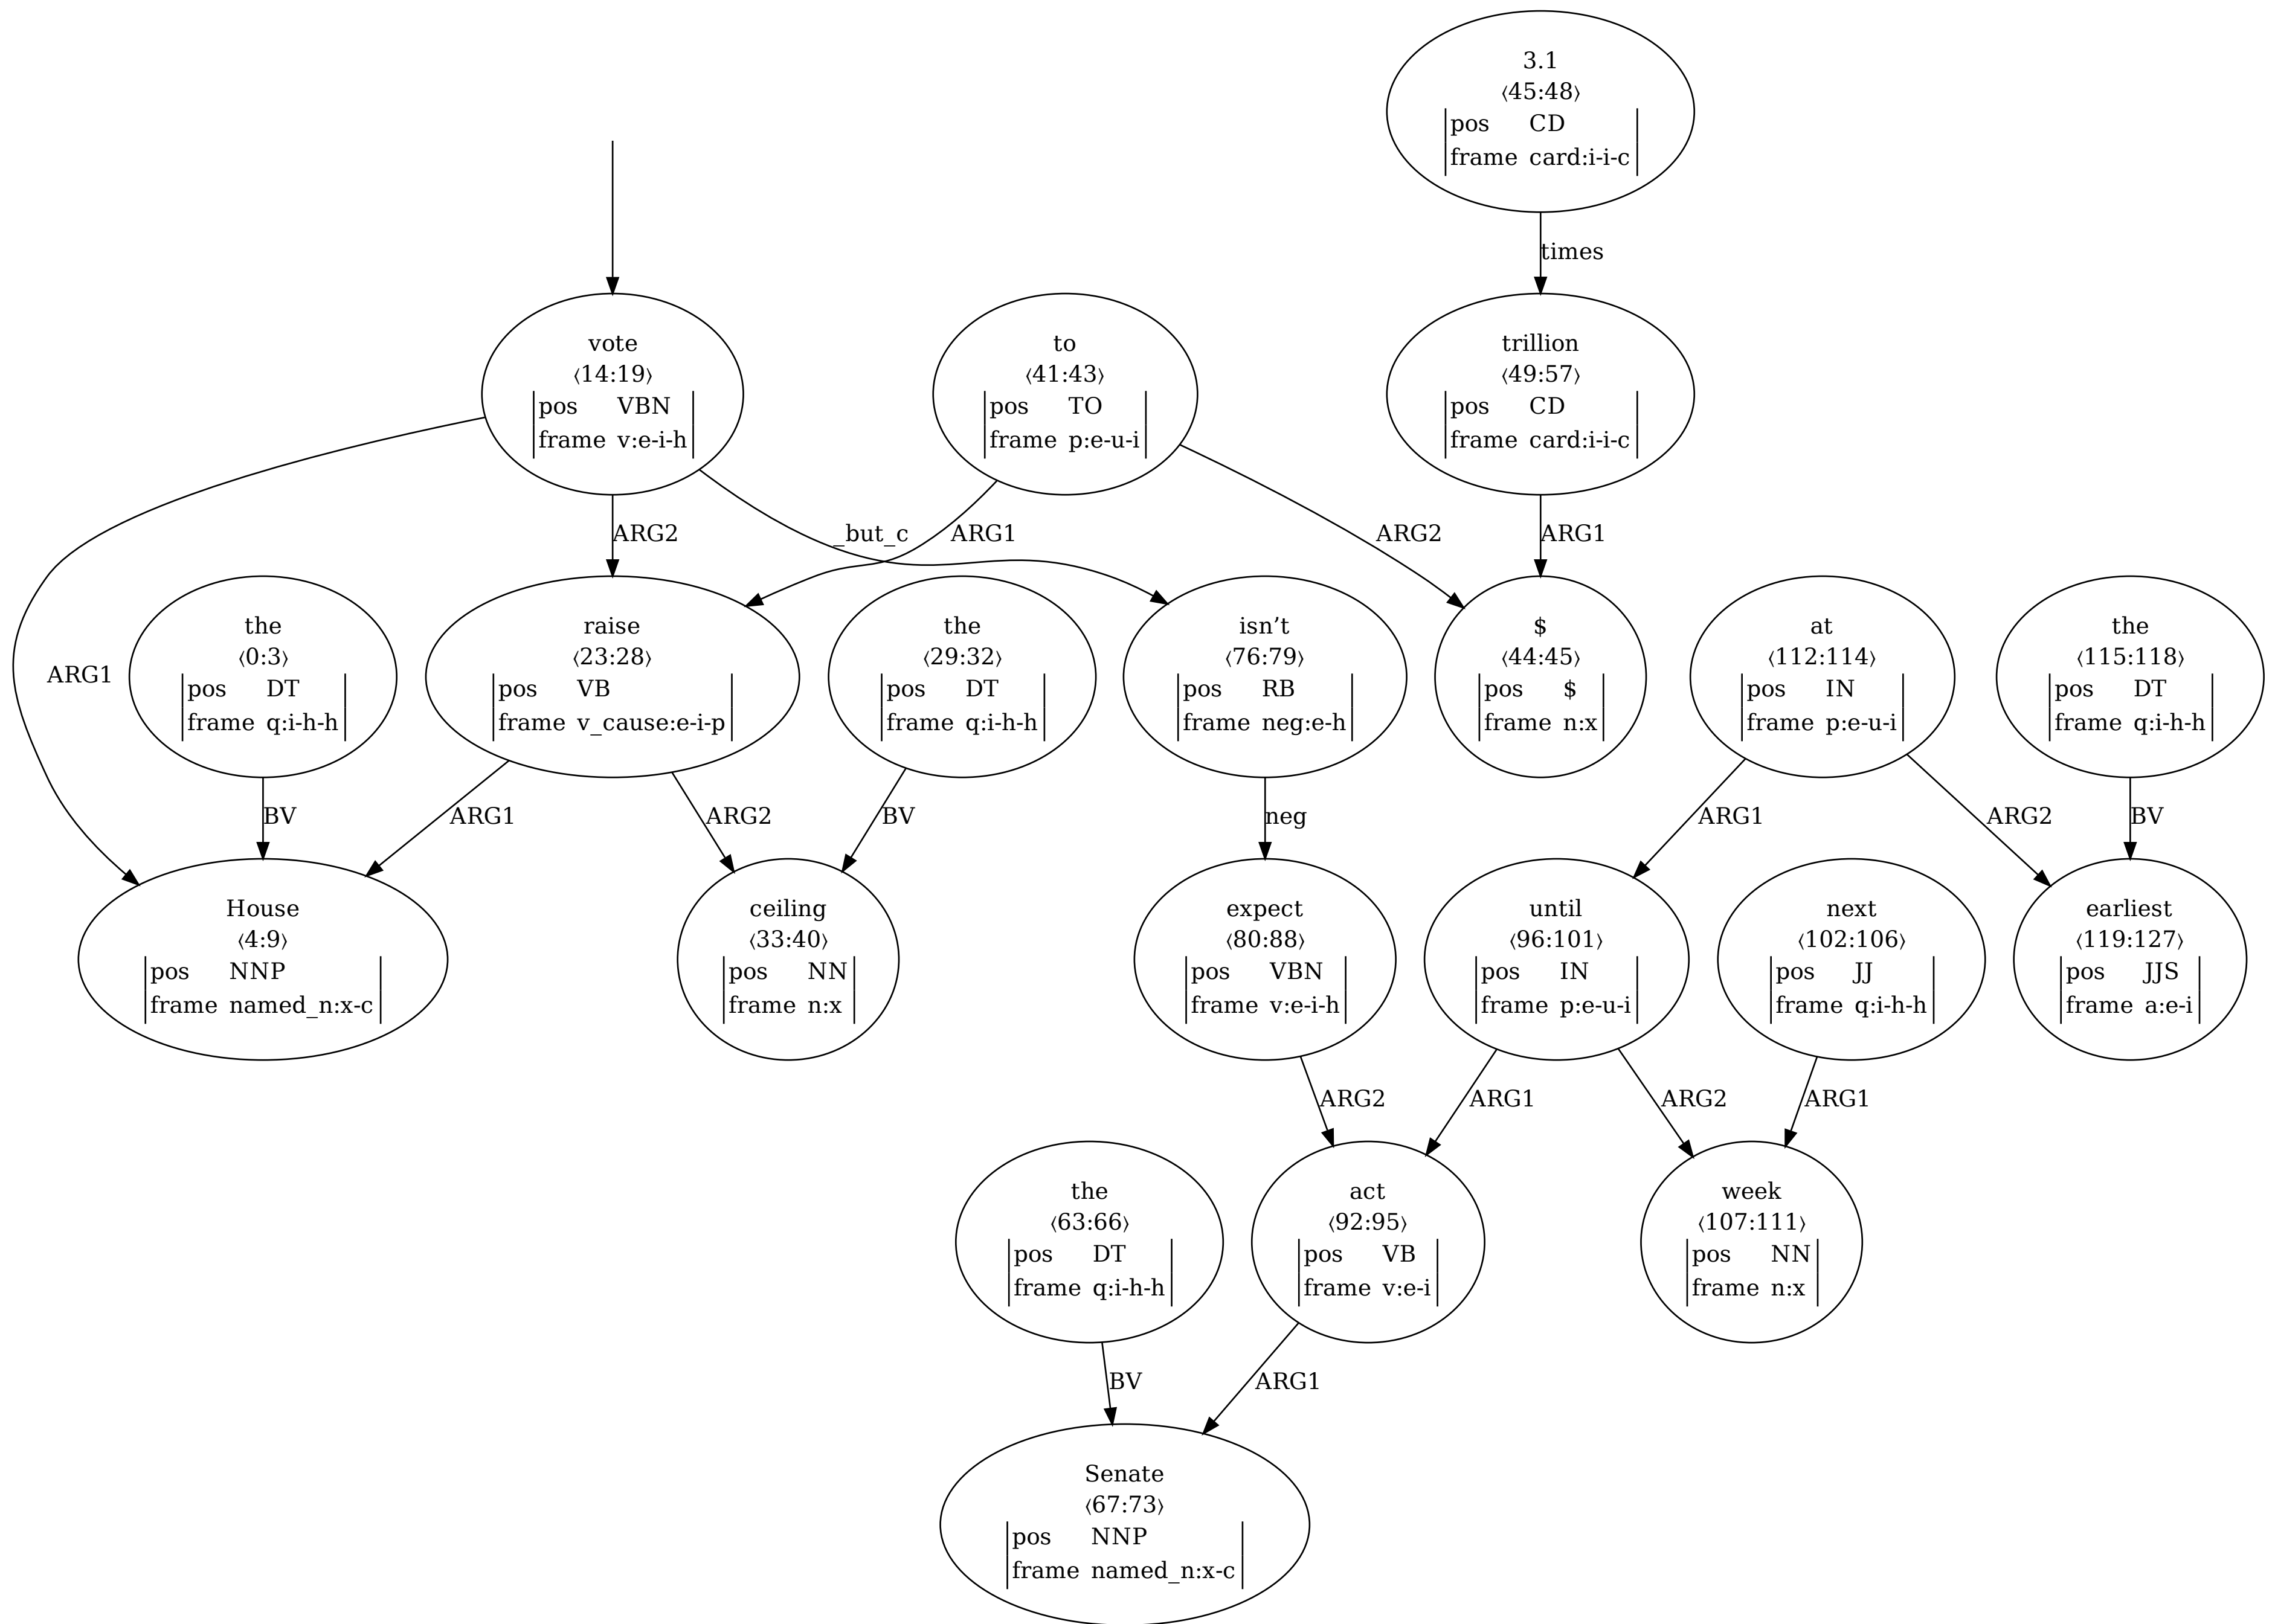 3.1
⟨45:48⟩
pos CD
frame card:i-i-c
times
vote
⟨14:19⟩
pos VBN
frame v:e-i-h
to
⟨41:43⟩
pos TO
frame p:e-u-i
trillion
⟨49:57⟩
pos CD
frame card:i-i-c
ARG2
_but_c
ARG1
ARG2
ARG1
ARG1
the
⟨0:3⟩
pos DT
frame q:i-h-h
raise
⟨23:28⟩
pos VB
frame v_cause:e-i-p
the
⟨29:32⟩
pos DT
frame q:i-h-h
isn’t
⟨76:79⟩
pos RB
frame neg:e-h
$
⟨44:45⟩
pos $
frame n:x
at
⟨112:114⟩
pos IN
frame p:e-u-i
the
⟨115:118⟩
pos DT
frame q:i-h-h
BV
ARG1
ARG2
BV
neg
ARG1
ARG2
BV
House
⟨4:9⟩
pos NNP
frame named_n:x-c
ceiling
⟨33:40⟩
pos NN
frame n:x
expect
⟨80:88⟩
pos VBN
frame v:e-i-h
until
⟨96:101⟩
pos IN
frame p:e-u-i
next
⟨102:106⟩
pos JJ
frame q:i-h-h
earliest
⟨119:127⟩
pos JJS
frame a:e-i
ARG2
ARG1
ARG2
ARG1
the
⟨63:66⟩
pos DT
frame q:i-h-h
act
⟨92:95⟩
pos VB
frame v:e-i
week
⟨107:111⟩
pos NN
frame n:x
BV
ARG1
Senate
⟨67:73⟩
pos NNP
frame named_n:x-c